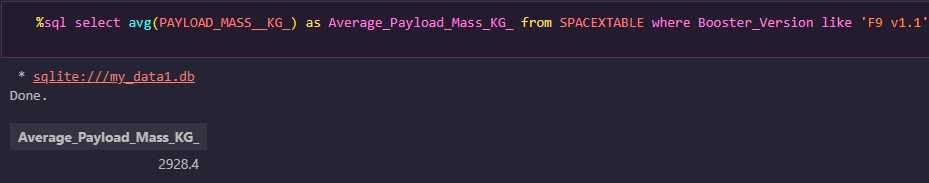 %sql select avg(PAYLOAD_MASS__KG_) as Average_Payload_Mass_KG_ from SPACEXTABLE where Booster_Version like 'F9 v1.1'
* sqlite:///my_data1.db
Done.
Average_Payload_Mass_KG_
2928.4